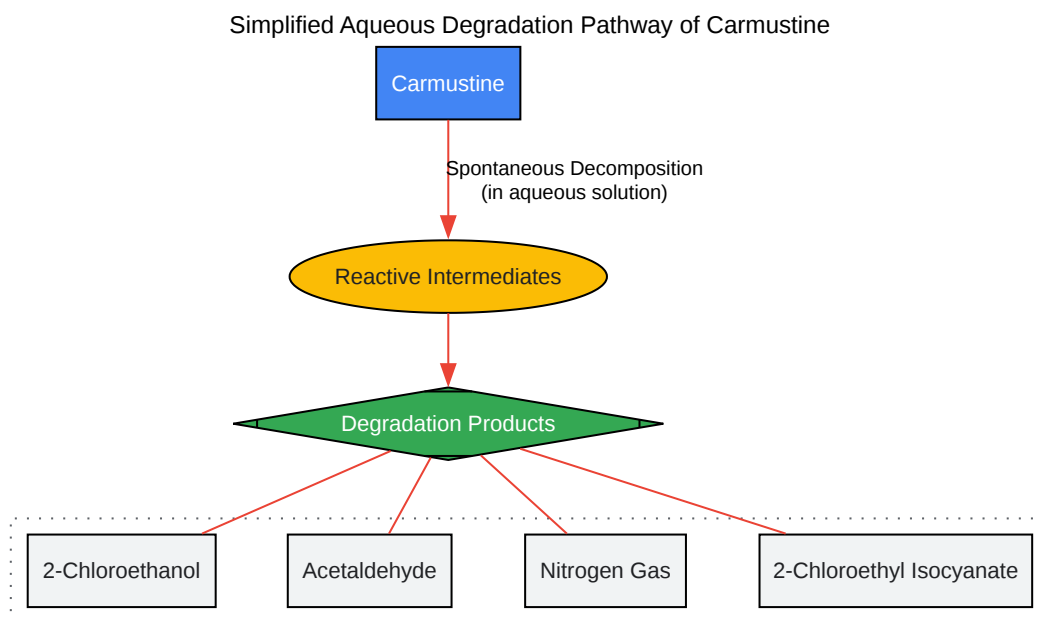 Simplified Aqueous Degradation Pathway of Carmustine
Carmustine
Spontaneous Decomposition
(in aqueous solution)
Reactive Intermediates
Degradation Products
2-Chloroethanol
Acetaldehyde
Nitrogen Gas
2-Chloroethyl Isocyanate